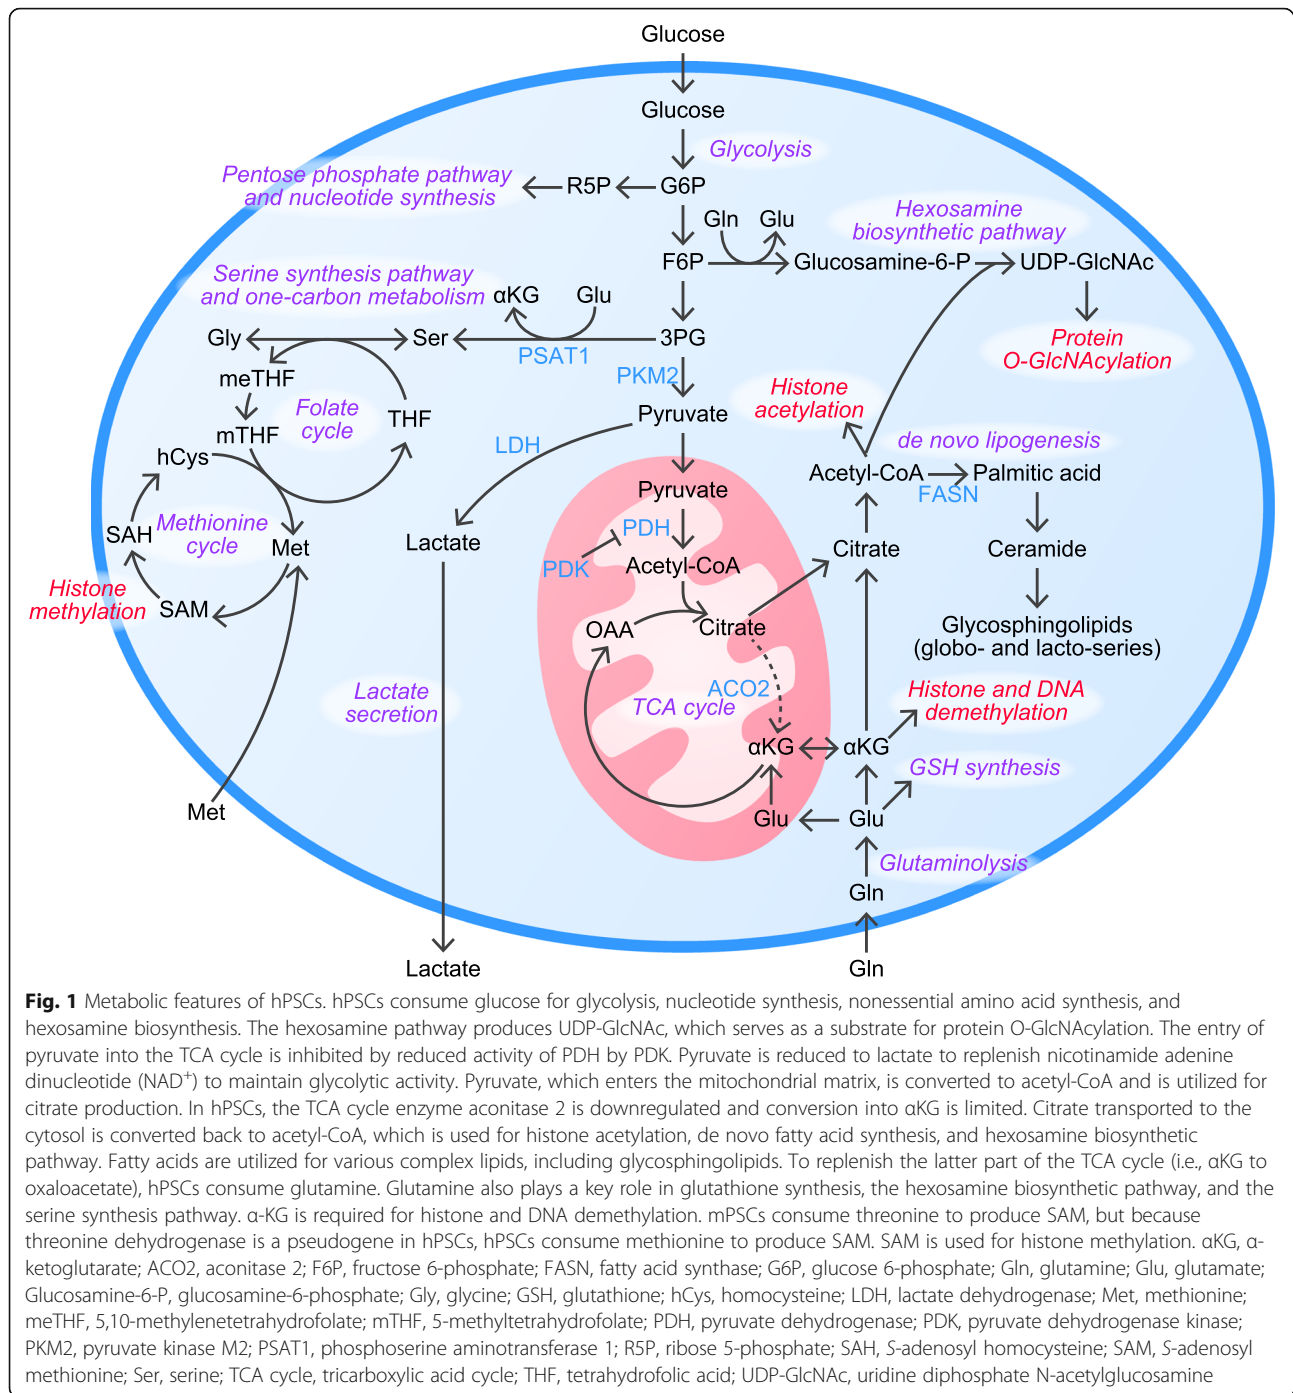 Glucose
Glucose
Glycolysis
Pentose phosphate pathway
and nucleotide synthesis
R5P
G6P
Gln
Glu
Hexosamine
biosynthetic pathway
F6P
Glucosamine-6-P
UDP-GlcNAc
Serine synthesis pathway
and one-carbon metabolism
αKG
Glu
Gly
Ser
PSAT1
3PG
Protein
O-GlcNAcylation
meTHF
PKM2
Histone
acetylation
Folate
cycle
THF
Pyruvate
mTHF
LDH
de novo lipogenesis
hCys
Acetyl-CoA
Palmitic acid
FASN
Pyruvate
SAH
Methionine
cycle
Met
Lactate
PDH
PDK
Acetyl-CoA
Citrate
Ceramide
Histone
methylation
SAM
OAA
Citrate
Glycosphingolipids
(globo- and lacto-series)
Lactate
secretion
ACO2
TCA cycle
Histone and DNA
demethylation
αKG
αKG
GSH synthesis
Met
Glu
Glu
Glutaminolysis
Gln
Lactate
Gln
Fig. 1 Metabolic features of hPSCs. hPSCs consume glucose for glycolysis, nucleotide synthesis, nonessential amino acid synthesis, and
hexosamine biosynthesis. The hexosamine pathway produces UDP-GlcNAc, which serves as a substrate for protein O-GlcNAcylation. The entry of
pyruvate into the TCA cycle is inhibited by reduced activity of PDH by PDK. Pyruvate is reduced to lactate to replenish nicotinamide adenine
dinucleotide (NAD⁺) to maintain glycolytic activity. Pyruvate, which enters the mitochondrial matrix, is converted to acetyl-CoA and is utilized for
citrate production. In hPSCs, the TCA cycle enzyme aconitase 2 is downregulated and conversion into αKG is limited. Citrate transported to the
cytosol is converted back to acetyl-CoA, which is used for histone acetylation, de novo fatty acid synthesis, and hexosamine biosynthetic
pathway. Fatty acids are utilized for various complex lipids, including glycosphingolipids. To replenish the latter part of the TCA cycle (i.e., αKG to
oxaloacetate), hPSCs consume glutamine. Glutamine also plays a key role in glutathione synthesis, the hexosamine biosynthetic pathway, and the
serine synthesis pathway. α-KG is required for histone and DNA demethylation. mPSCs consume threonine to produce SAM, but because
threonine dehydrogenase is a pseudogene in hPSCs, hPSCs consume methionine to produce SAM. SAM is used for histone methylation. αKG, α-
ketoglutarate; ACO2, aconitase 2; F6P, fructose 6-phosphate; FASN, fatty acid synthase; G6P, glucose 6-phosphate; Gln, glutamine; Glu, glutamate;
Glucosamine-6-P, glucosamine-6-phosphate; Gly, glycine; GSH, glutathione; hCys, homocysteine; LDH, lactate dehydrogenase; Met, methionine;
meTHF, 5,10-methylenetetrahydrofolate; mTHF, 5-methyltetrahydrofolate; PDH, pyruvate dehydrogenase; PDK, pyruvate dehydrogenase kinase;
PKM2, pyruvate kinase M2; PSAT1, phosphoserine aminotransferase 1; R5P, ribose 5-phosphate; SAH, S-adenosyl homocysteine; SAM, S-adenosyl
methionine; Ser, serine; TCA cycle, tricarboxylic acid cycle; THF, tetrahydrofolic acid; UDP-GlcNAc, uridine diphosphate N-acetylglucosamine